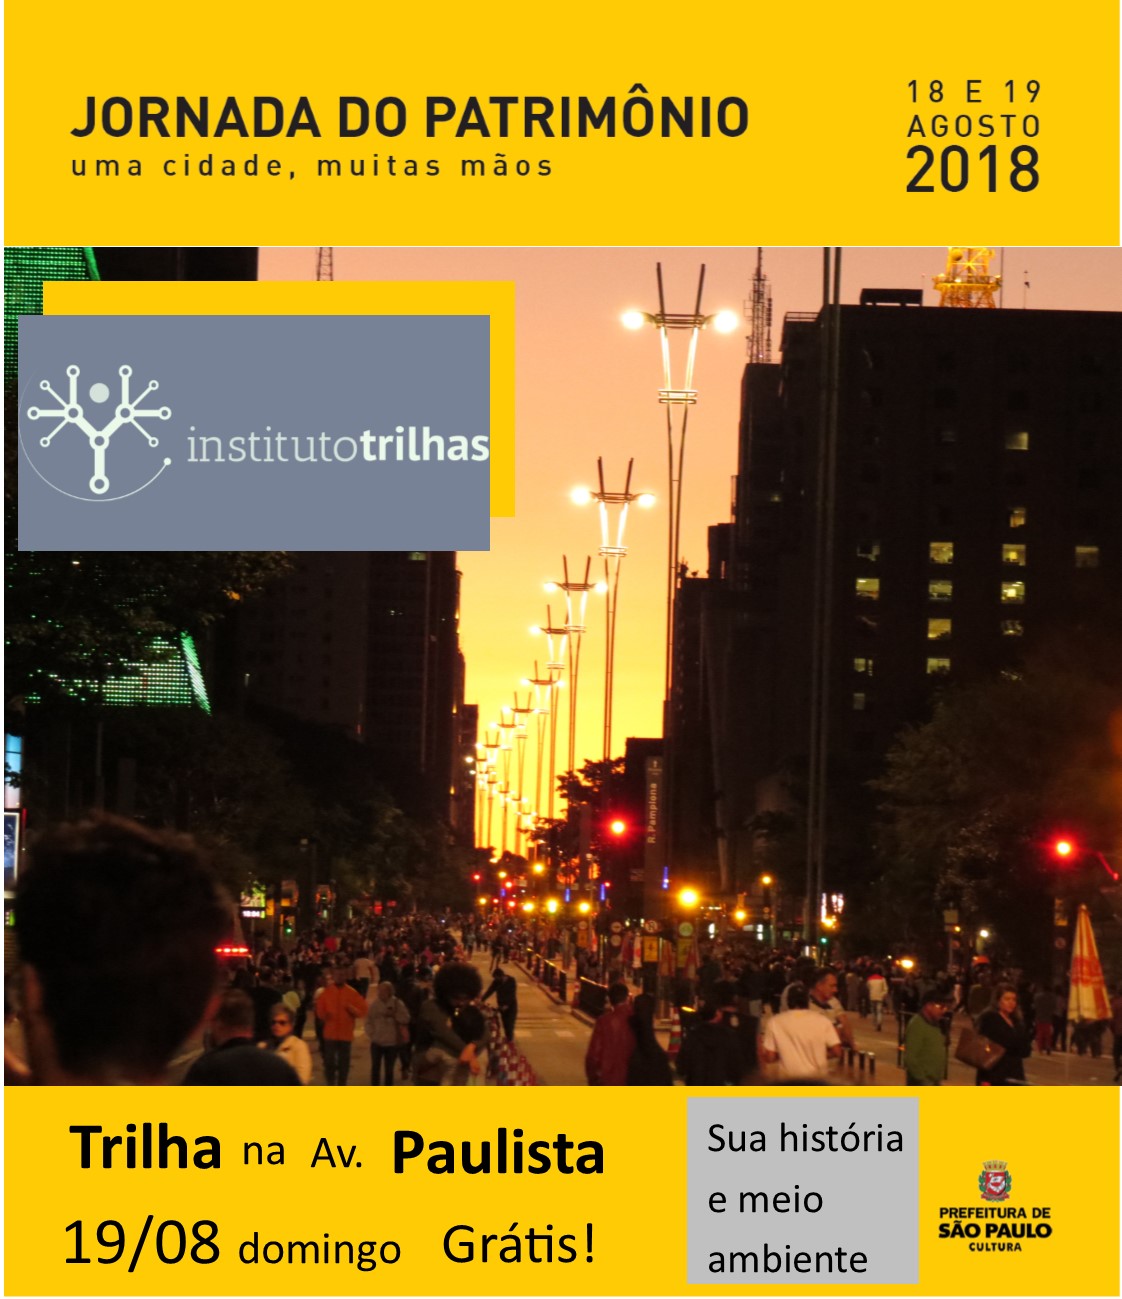 JORNADA DO PATRIMÔNIO
uma cidade, muitas mãos
18 E 19
AGOSTO
2018
institutotrilhas
R. Pamplona
Trilha na Av. Paulista
19/08 domingo Grátis!
Sua história
e meio
ambiente
PREFEITURA DE
SÃO PAULO
CULTURA